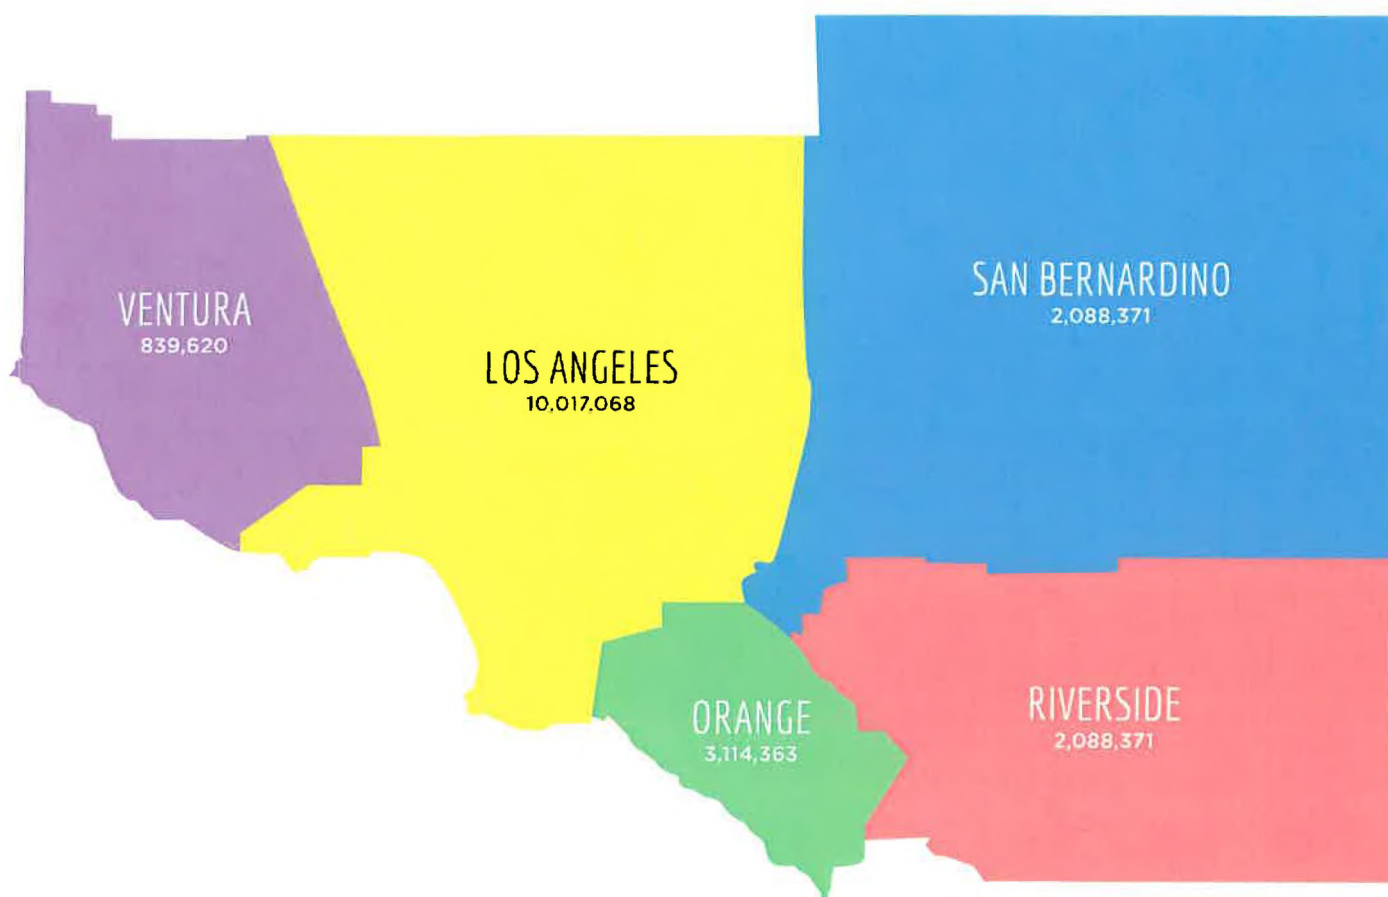 VENTURA
839,620
LOS ANGELES
10,017,068
SAN BERNARDINO
2,088,371
ORANGE
3,114,363
RIVERSIDE
2,088,371